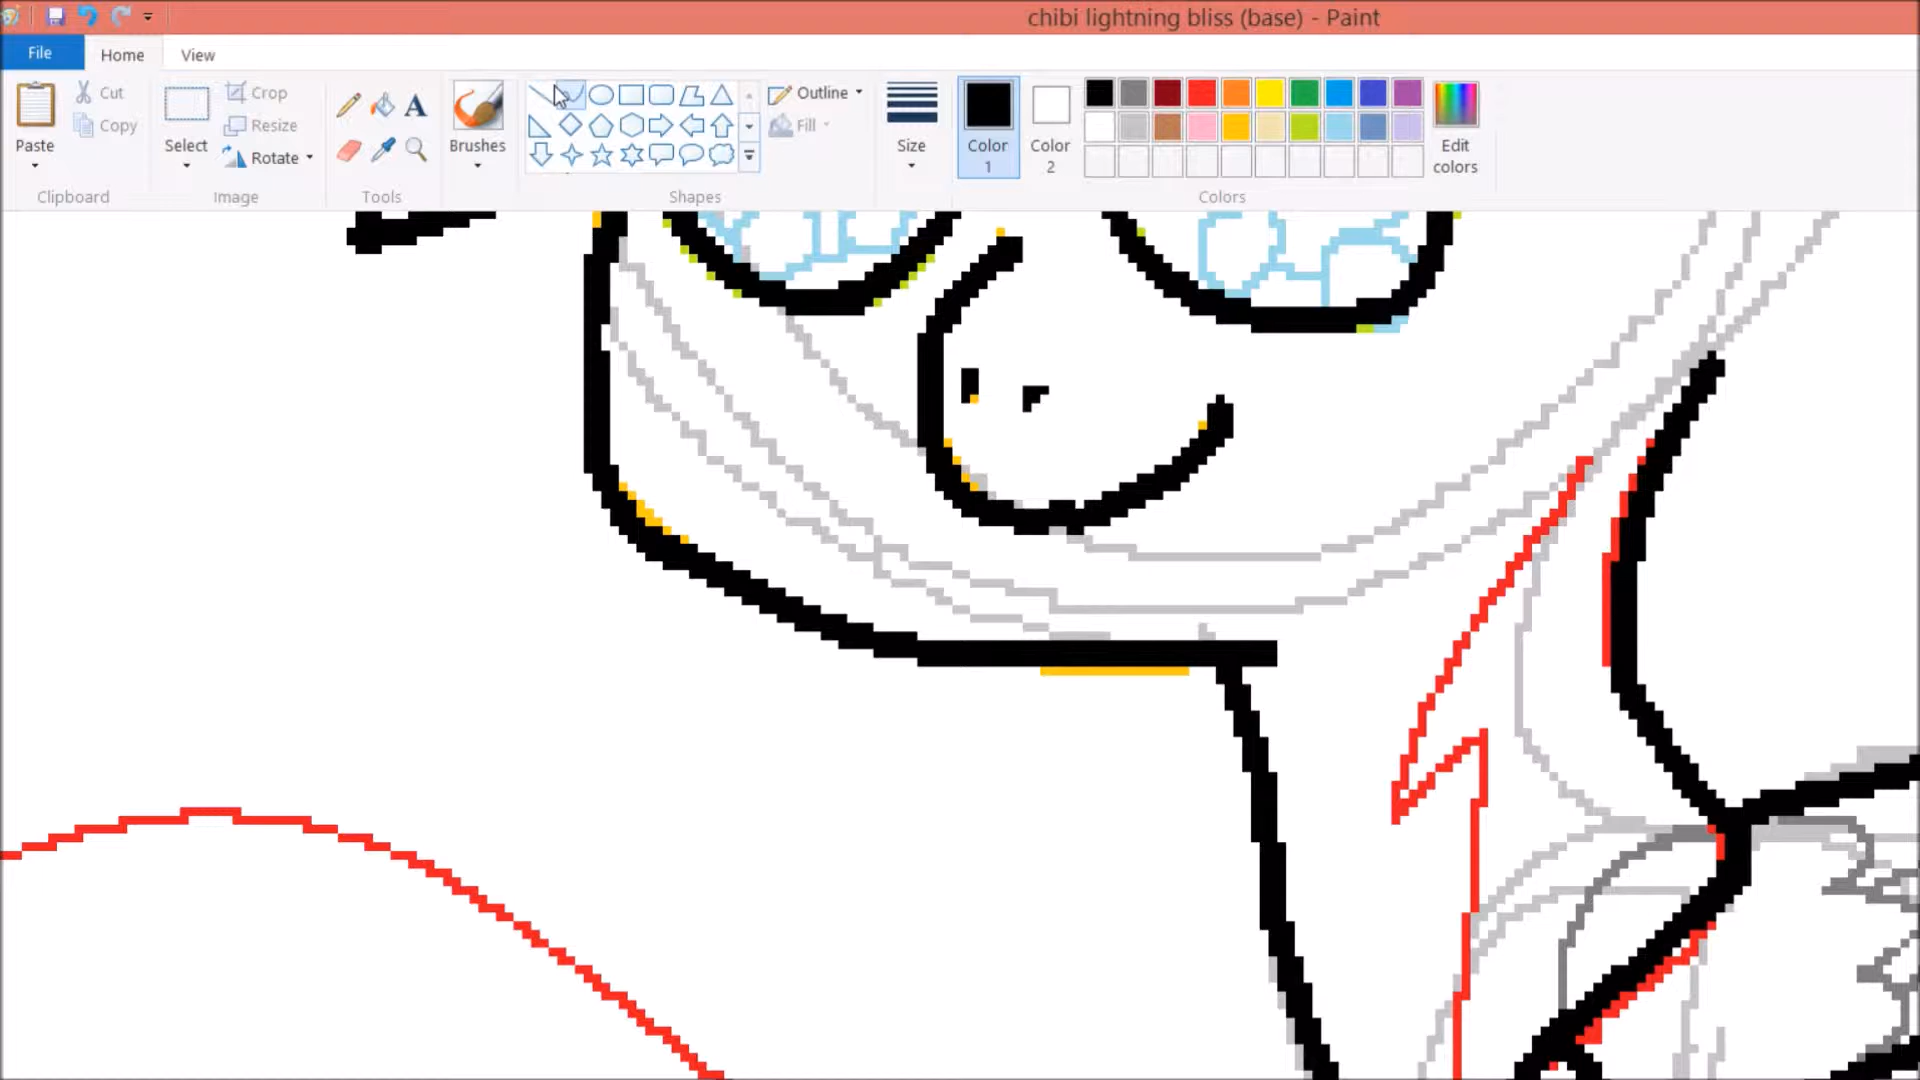 chibi lightning bliss (base) - Paint
File Home View
Paste
Cut
Copy
Clipboard
Select
Crop
Resize
Rotate
Image
A
Tools
Brushes
Outline
Fill
Shapes
Size
Color 1
Color 2
Edit colors
Colors